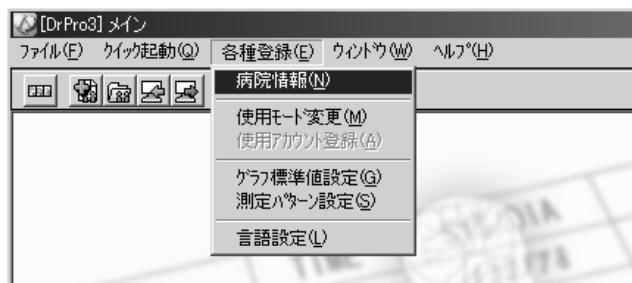 [DrPro3] メイン
ファイル(F) クイック起動(Q) 各種登録(E) ウィンドウ(W) ヘルプ(H)
病院情報(N)
使用モード変更(M)
使用アカウント登録(A)
グラフ標準値設定(G)
測定パターン設定(S)
言語設定(L)
TIME